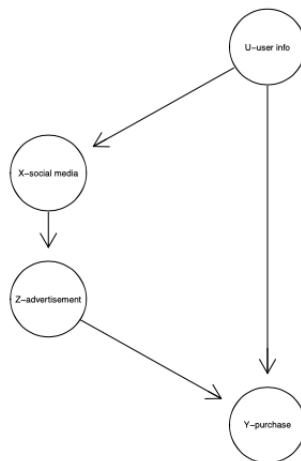 U−user info
X−social media
Z−advertisement
Y−purchase